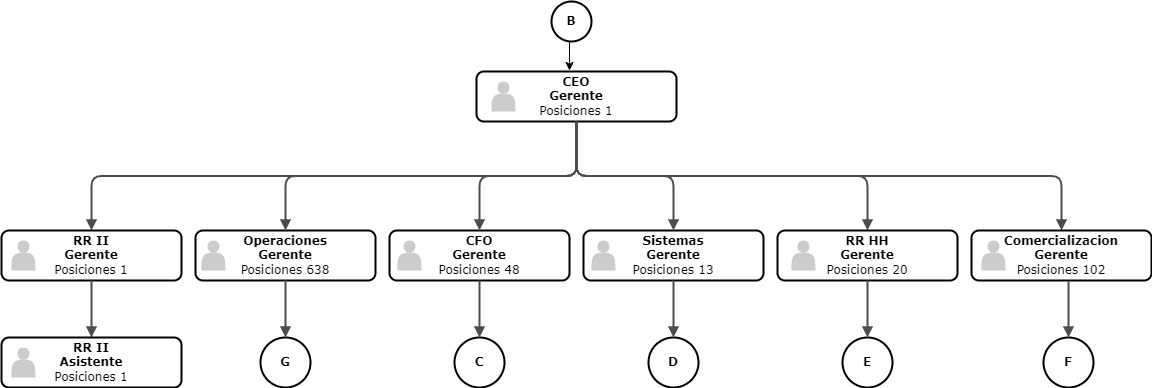 B
CEO
Gerente
Posiciones 1
RR II
Gerente
Posiciones 1
Operaciones
Gerente
Posiciones 638
CFO
Gerente
Posiciones 48
Sistemas
Gerente
Posiciones 13
RR HH
Gerente
Posiciones 20
Comercializacion
Gerente
Posiciones 102
RR II
Asistente
Posiciones 1
G
C
D
E
F